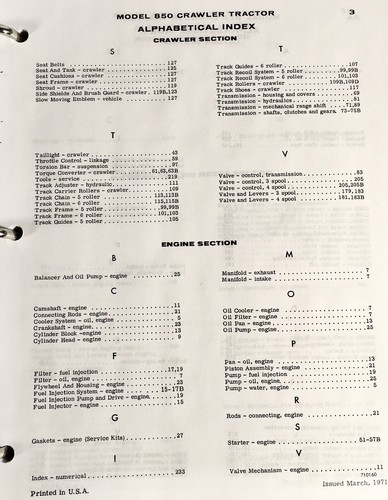 MODEL 850 CRAWLER TRACTOR 3
ALPHABETICAL INDEX
CRAWLER SECTION
S
Seat Belts 127
Seat And Tank - crawler 125
Seat Cushions - crawler 127
Seat Frame - crawler 127
Shroud - crawler 119
Side Shields And Brush Guard - crawler 119B,123
Slow Moving Emblem - vehicle 127
T
Taillight - crawler 43
Throttle Control - linkage 59
Torsion Bar - suspension 97
Torque Converter - crawler 61,63,63B
Tools - service 219
Track Adjuster - hydraulic 111
Track Carrier Rollers - crawler 109
Track Chain - 5 roller 113,113B
Track Chain - 6 roller 115,115B
Track Frame - 5 roller 99,99B
Track Frame - 6 roller 101,103
Track Guides - 5 roller 105
T
Track Guides - 6 roller 107
Track Recoil System - 5 roller 99,99B
Track Recoil System - 6 roller 101,103
Track Rollers - crawler 109B,109D
Track Shoes - crawler 117
Transmission - housing and covers 69
Transmission - hydraulics 81
Transmission - mechanical range shift 71,89
Transmission - shafts, clutches and gears 73-75B
V
Valve - control, transmission 83
Valve - control, 3 spool 205
Valve - control, 4 spool 205,205B
Valve and Levers - 3 spool 179,183
Valve and Levers - 4 spool 181,183B
ENGINE SECTION
B
Balancer And Oil Pump - engine 25
C
Camshaft - engine 11
Connecting Rods - engine 21
Cooler System - oil, engine 5
Crankshaft - engine 23
Cylinder Block - engine 13
Cylinder Head - engine 9
F
Filter - fuel injection 17,19
Filter - oil, engine 7
Flywheel And Housing - engine 23
Fuel Injection System - engine 15-17B
Fuel Injection Pump and Drive - engine 19
Fuel Injector - engine 15
G
Gaskets - engine (Service Kits) 27
I
Index - numerical 233
M
Manifold - exhaust 7
Manifold - intake 7
O
Oil Cooler - engine 7
Oil Filter - engine 7
Oil Pan - engine 13
Oil Pump - engine 25
P
Pan - oil, engine 13
Piston Assembly - engine 21
Pump - fuel injection 19
Pump - oil, engine 25
Pump - water, engine 5
R
Rods - connecting, engine 21
S
Starter - engine 51-57B
V
Valve Mechanism - engine 11
710160
Printed in U.S.A. Issued March, 1971